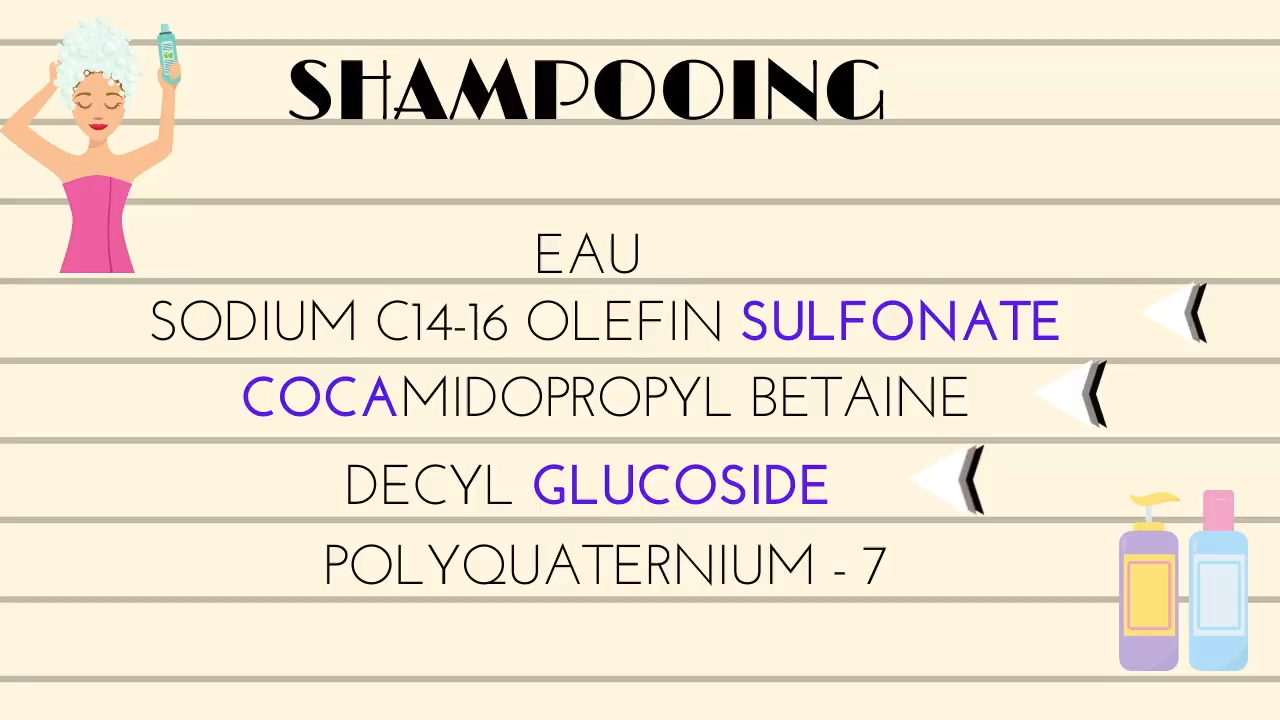 SHAMPOOING
EAU
SODIUM C14-16 OLEFIN SULFONATE
COCAMIDOPROPYL BETAINE
DECYL GLUCOSIDE
POLYQUATERNIUM - 7